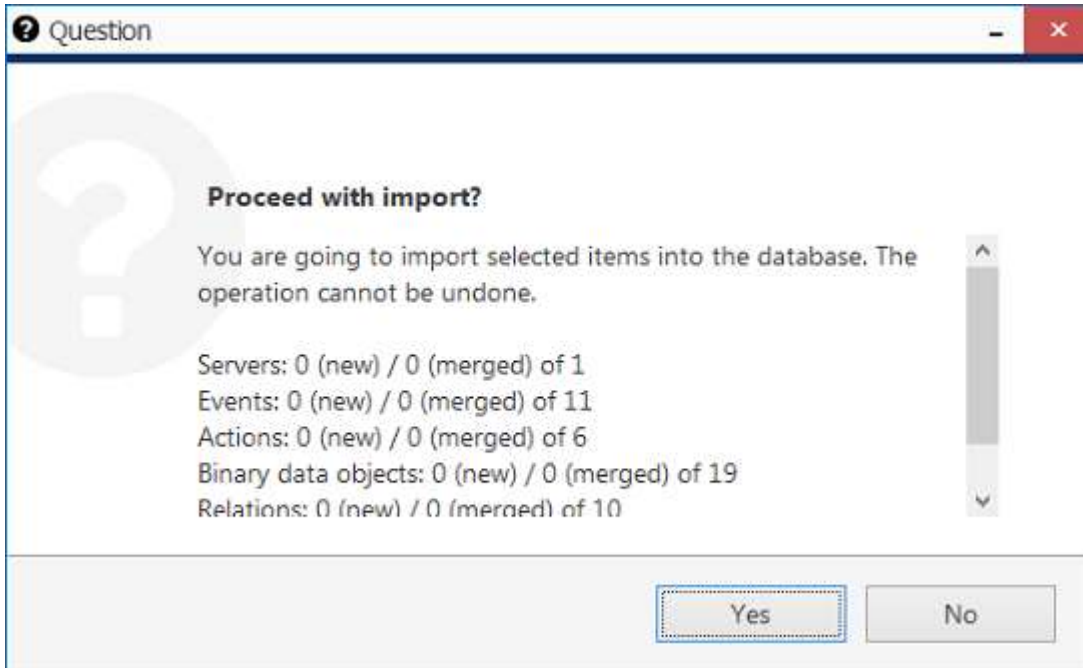 Question
Proceed with import?
You are going to import selected items into the database. The
operation cannot be undone.
Servers: 0 (new) / 0 (merged) of 1
Events: 0 (new) / 0 (merged) of 11
Actions: 0 (new) / 0 (merged) of 6
Binary data objects: 0 (new) / 0 (merged) of 19
Relations: 0 (new) / 0 (merged) of 10
Yes
No